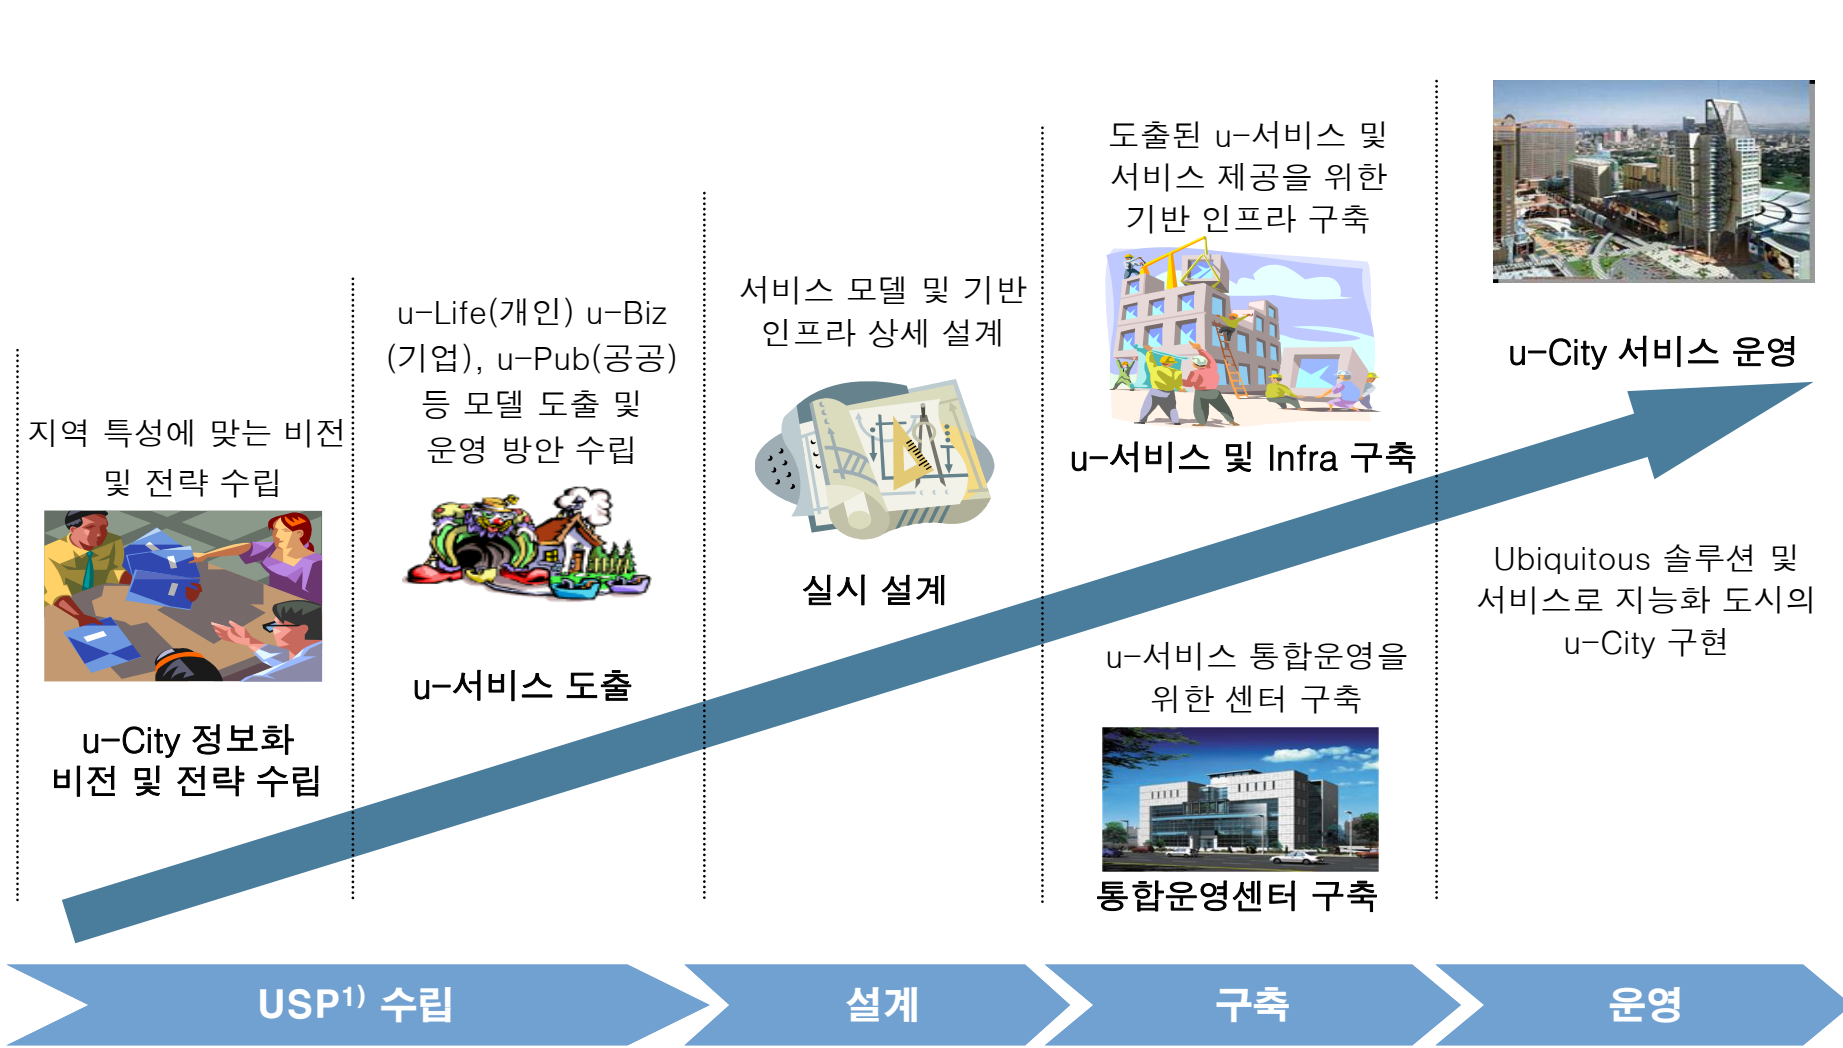 지역 특성에 맞는 비전
및 전략 수립
u-City 정보화
비전 및 전략 수립
u-Life(개인) u-Biz
(기업), u-Pub(공공)
등 모델 도출 및
운영 방안 수립
u-서비스 도출
서비스 모델 및 기반
인프라 상세 설계
실시 설계
도출된 u-서비스 및
서비스 제공을 위한
기반 인프라 구축
u-서비스 및 Infra 구축
u-서비스 통합운영을
위한 센터 구축
통합운영센터 구축
u-City 서비스 운영
Ubiquitous 솔루션 및
서비스로 지능화 도시의
u-City 구현
USP1) 수립
설계
구축
운영